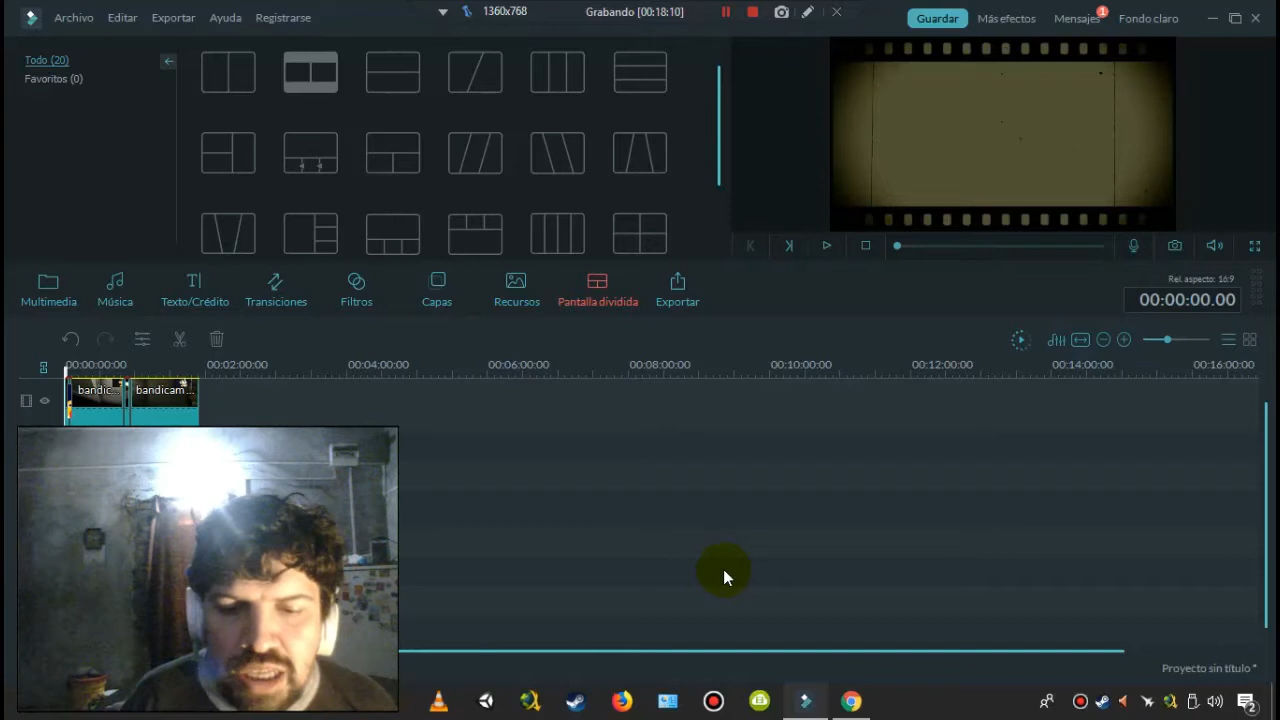 1360x768 Grabando [00:18:10]
Archivo Editar Exportar Ayuda Registrarse Guardar Más efectos Mensajes 1 Fondo claro
Todo (20)
Favoritos (0)
Rel. aspecto: 16:9
00:00:00.00
Multimedia Música Texto/Crédito Transiciones Filtros Capas Recursos Pantalla dividida Exportar
00:00:00:00 00:02:00:00 00:04:00:00 00:06:00:00 00:08:00:00 00:10:00:00 00:12:00:00 00:14:00:00 00:16:00:00
bandic... bandicam...
Proyecto sin título *
2